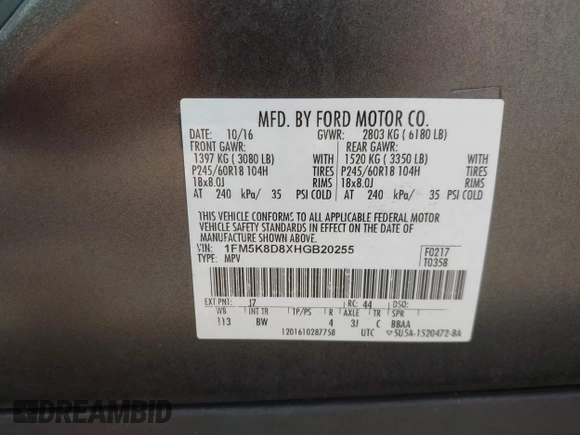 MFD. BY FORD MOTOR CO.
DATE: 10/16 GVWR: 2803 KG ( 6180 LB)
FRONT GAWR: REAR GAWR:
1397 KG ( 3080 LB) WITH 1520 KG ( 3350 LB) WITH
P245/60R18 104H TIRES P245/60R18 104H TIRES
18x8.0J RIMS 18x8.0J RIMS
AT 240 kPa/ 35 PSI COLD AT 240 kPa/ 35 PSI COLD
THIS VEHICLE CONFORMS TO ALL APPLICABLE FEDERAL MOTOR
VEHICLE SAFETY STANDARDS IN EFFECT ON THE DATE OF
MANUFACTURE SHOWN ABOVE.
VIN: 1FM5K8D8XHGB20255 F0217
TYPE: MPV T0358
EXT PNT: J7 RC: 44 DSO:
WB INT TR TP/PS R AXLE TR SPR
113 BW 4 3J C BBAA
1201610287758 UTC ▽5U5A-1520472-BA
DREAMBID